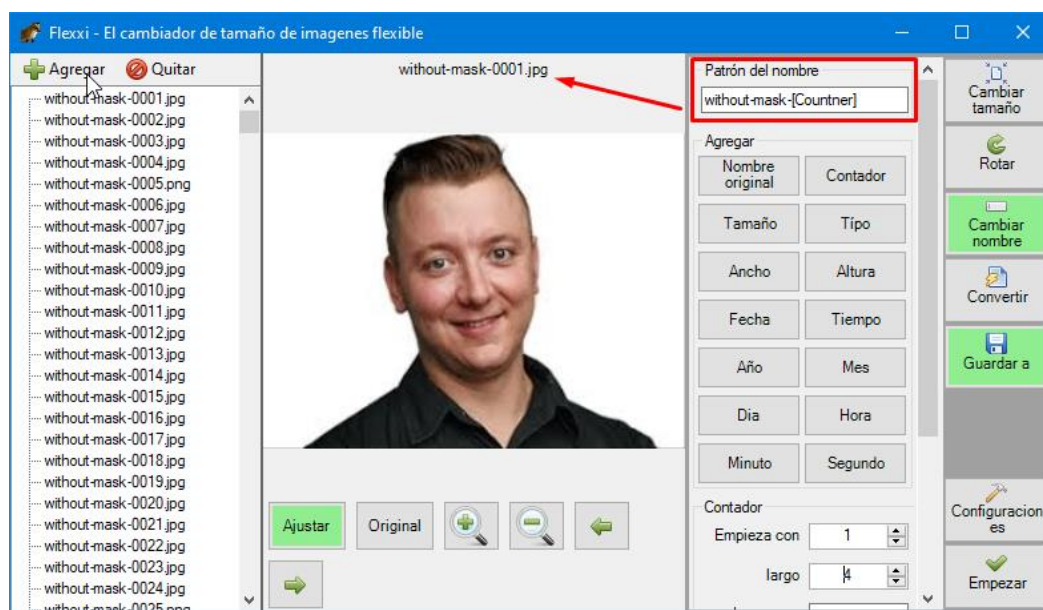 Flexxi - El cambiador de tamaño de imagenes flexible
Agregar Quitar
without-mask-0001.jpg
without-mask-0002.jpg
without-mask-0003.jpg
without-mask-0004.jpg
without-mask-0005.png
without-mask-0006.jpg
without-mask-0007.jpg
without-mask-0008.jpg
without-mask-0009.jpg
without-mask-0010.jpg
without-mask-0011.jpg
without-mask-0012.jpg
without-mask-0013.jpg
without-mask-0014.jpg
without-mask-0015.jpg
without-mask-0016.jpg
without-mask-0017.jpg
without-mask-0018.jpg
without-mask-0019.jpg
without-mask-0020.jpg
without-mask-0021.jpg
without-mask-0022.jpg
without-mask-0023.jpg
without-mask-0024.jpg
without-mask-0025.png
without-mask-0001.jpg
Ajustar Original
Patrón del nombre
without-mask-[Countner]
Agregar
Nombre
original
Contador
Tamaño Típo
Ancho Altura
Fecha Tiempo
Año Mes
Dia Hora
Minuto Segundo
Contador
Empieza con 1
largo 4
Cambiar
tamaño
Rotar
Cambiar
nombre
Convertir
Guardar a
Configuracion
es
Empezar